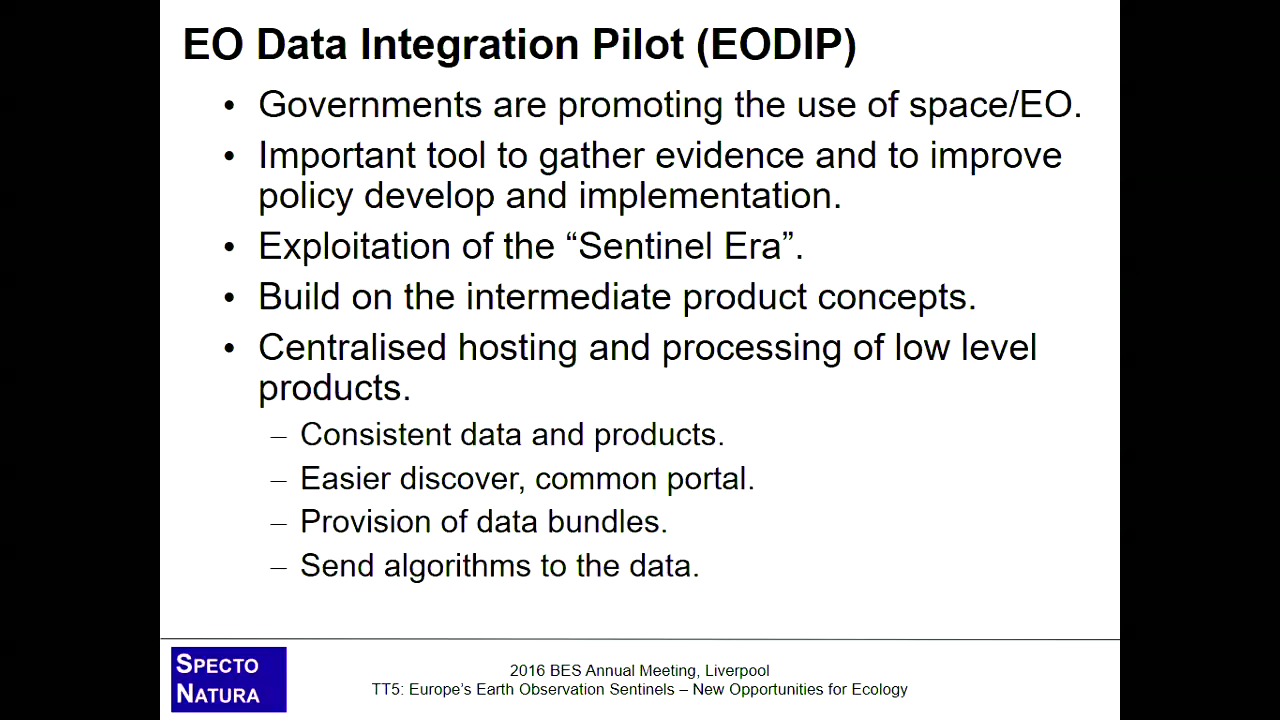 EO Data Integration Pilot (EODIP)
• Governments are promoting the use of space/EO.
• Important tool to gather evidence and to improve
policy develop and implementation.
• Exploitation of the “Sentinel Era”.
• Build on the intermediate product concepts.
• Centralised hosting and processing of low level
products.
– Consistent data and products.
– Easier discover, common portal.
– Provision of data bundles.
– Send algorithms to the data.
SPECTO
NATURA
2016 BES Annual Meeting, Liverpool
TT5: Europe’s Earth Observation Sentinels – New Opportunities for Ecology